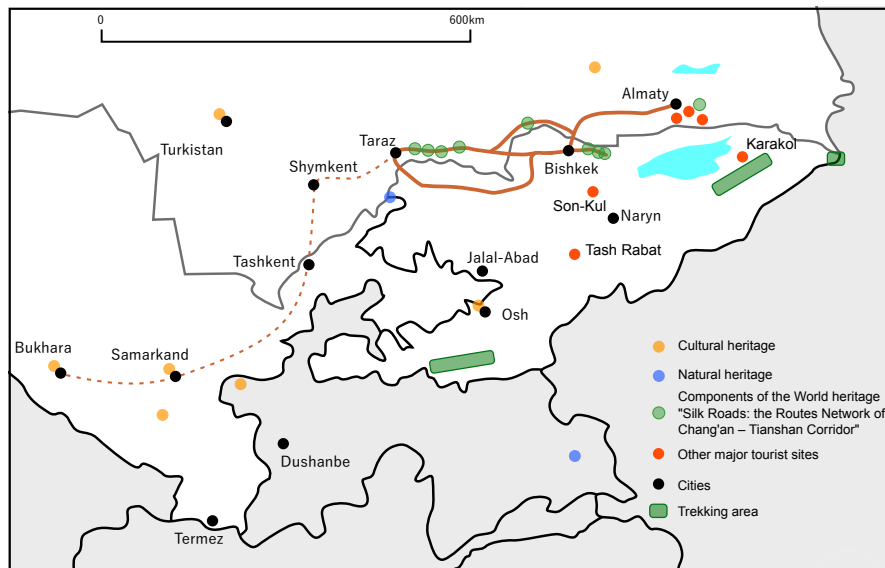 0
600km
Almaty
Turkistan
Taraz
Shymkent
Bishkek
Karakol
Son-Kul
Naryn
Tashkent
Jalal-Abad
Tash Rabat
Osh
Bukhara
Samarkand
Dushanbe
Termez
Cultural heritage
Natural heritage
Components of the World heritage
"Silk Roads: the Routes Network of
Chang'an – Tianshan Corridor"
Other major tourist sites
Cities
Trekking area